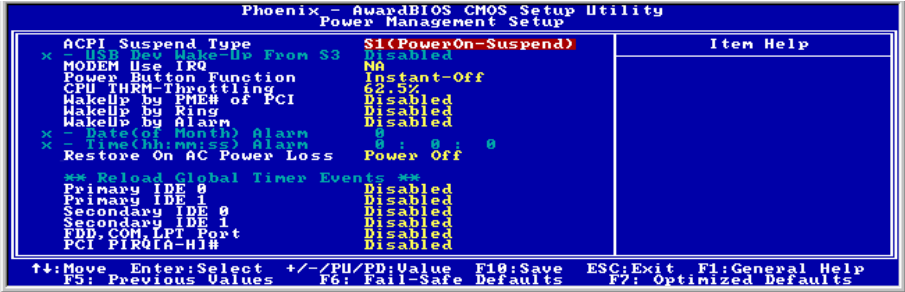 Phoenix - AwardBIOS CMOS Setup Utility
Power Management Setup
ACPI Suspend Type S1(PowerOn-Suspend) Item Help
x - USB Dev Wake-Up From S3 Disabled
MODEM Use IRQ NA
Power Button Function Instant-Off
CPU THRM-Throttling 62.5%
WakeUp by PME# of PCI Disabled
WakeUp by Ring Disabled
WakeUp by Alarm Disabled
x - Date(of Month) Alarm 0
x - Time(hh:mm:ss) Alarm 0 : 0 : 0
Restore On AC Power Loss Power Off
** Reload Global Timer Events **
Primary IDE 0 Disabled
Primary IDE 1 Disabled
Secondary IDE 0 Disabled
Secondary IDE 1 Disabled
FDD,COM,LPT Port Disabled
PCI PIRQ[A-H]# Disabled
↑↓:Move Enter:Select +/-/PU/PD:Value F10:Save ESC:Exit F1:General Help
F5: Previous Values F6: Fail-Safe Defaults F7: Optimized Defaults